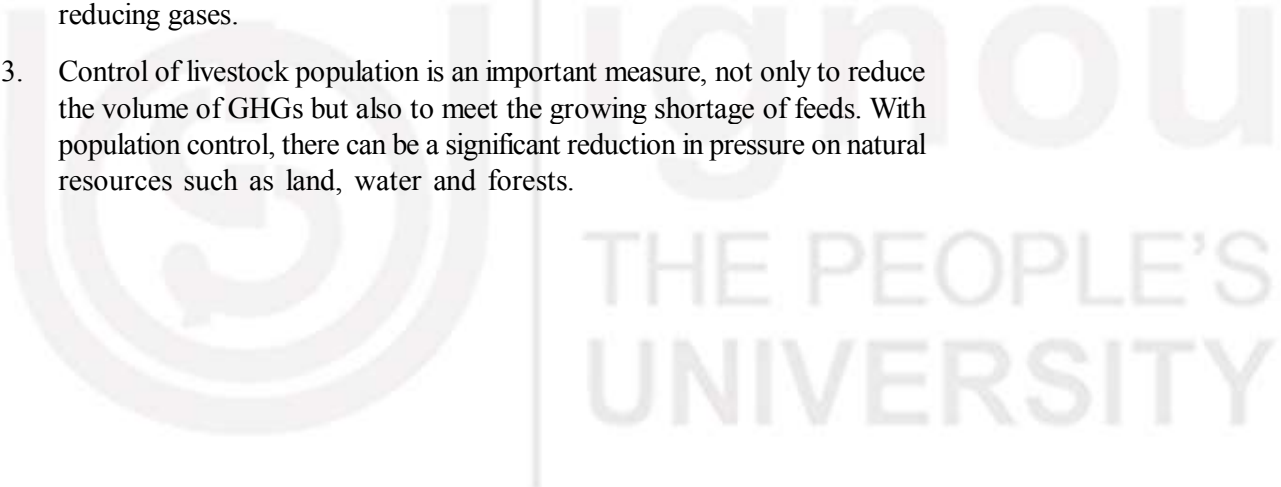 reducing gases.
3. Control of livestock population is an important measure, not only to reduce
the volume of GHGs but also to meet the growing shortage of feeds. With
population control, there can be a significant reduction in pressure on natural
resources such as land, water and forests.
ignou
THE PEOPLE'S
UNIVERSITY